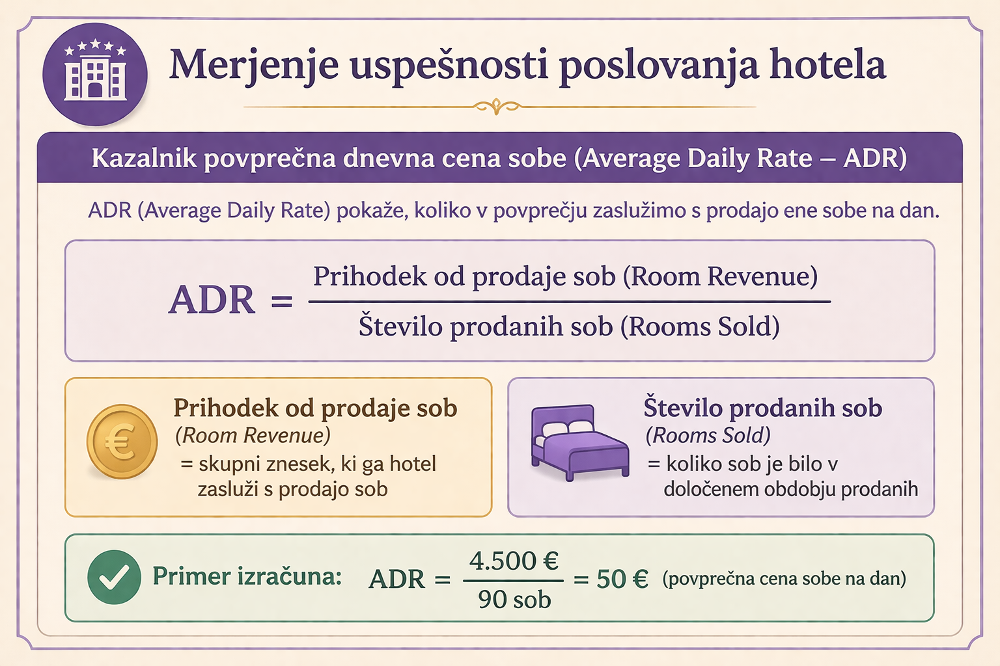 Merjenje uspešnosti poslovanja hotela
Kazalnik povprečna dnevna cena sobe (Average Daily Rate – ADR)
ADR (Average Daily Rate) pokaže, koliko v povprečju zaslužimo s prodajo ene sobe na dan.
ADR =
Prihodek od prodaje sob (Room Revenue)
Število prodanih sob (Rooms Sold)
€
Prihodek od prodaje sob
(Room Revenue)
= skupni znesek, ki ga hotel
zasluži s prodajo sob
Število prodanih sob
(Rooms Sold)
= koliko sob je bilo v
določenem obdobju prodanih
Primer izračuna:
ADR =
4.500 €
90 sob
= 50 € (povprečna cena sobe na dan)